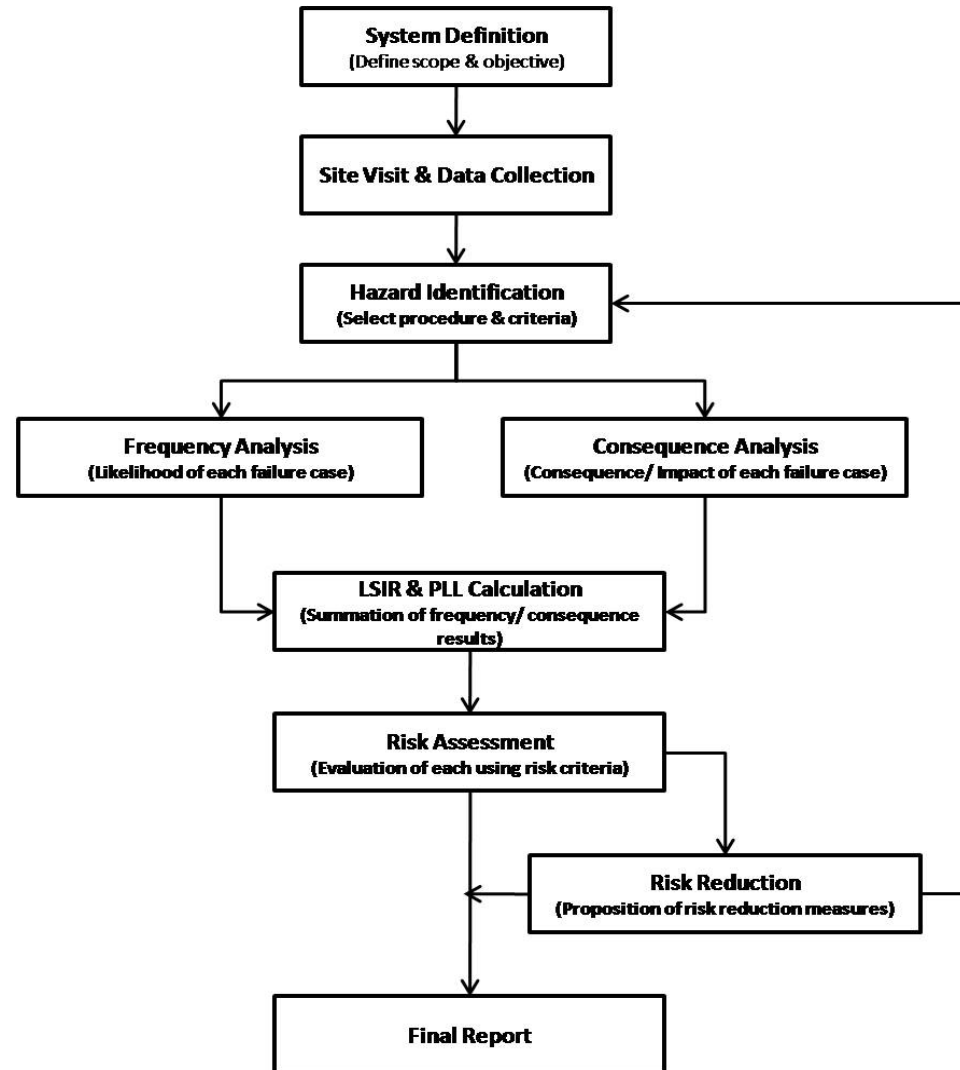 System Definition
(Define scope & objective)
Site Visit & Data Collection
Hazard Identification
(Select procedure & criteria)
Frequency Analysis
(Likelihood of each failure case)
Consequence Analysis
(Consequence/ Impact of each failure case)
LSIR & PLL Calculation
(Summation of frequency/ consequence
results)
Risk Assessment
(Evaluation of each using risk criteria)
Risk Reduction
(Proposition of risk reduction measures)
Final Report